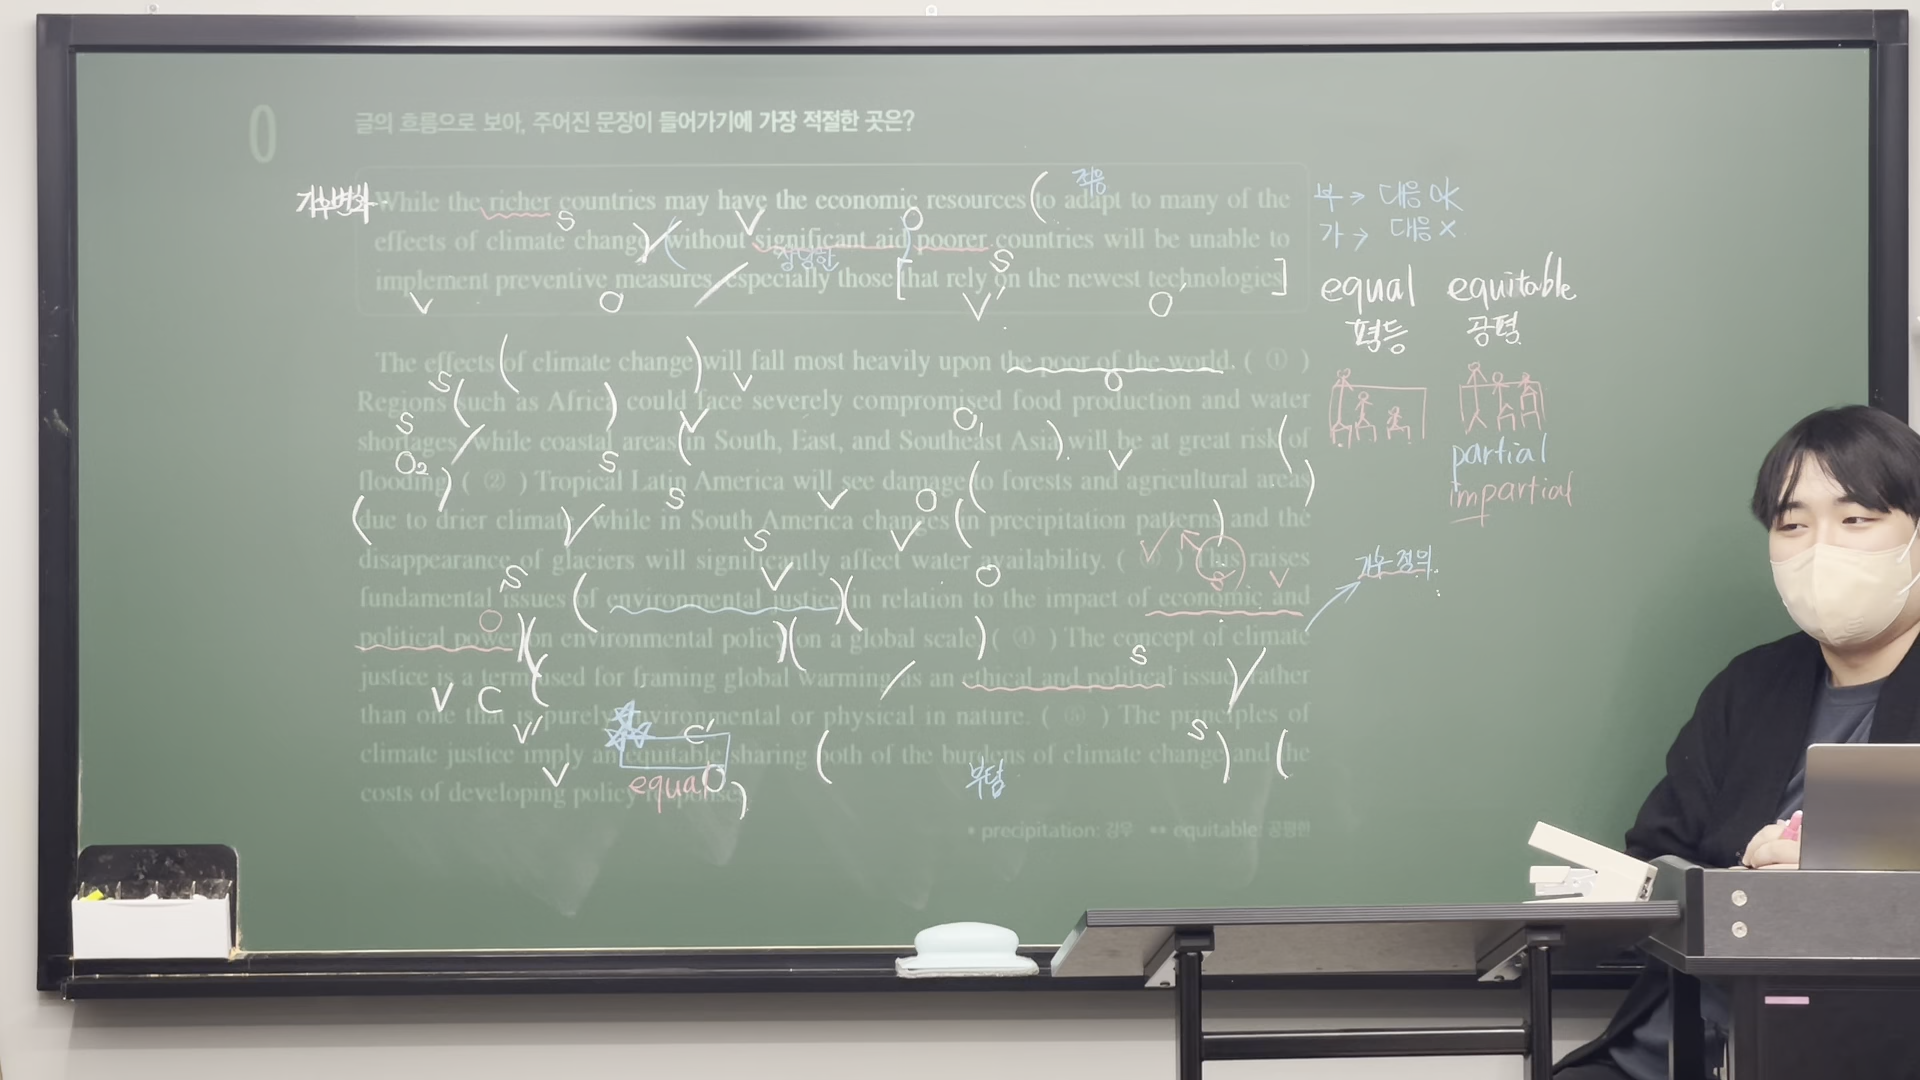 0
글의 흐름으로 보아, 주어진 문장이 들어가기에 가장 적절한 곳은?
기후변화
적응
While the richer countries may have the economic resources to adapt to many of the
effects of climate change, without significant aid poorer countries will be unable to
상당한
implement preventive measures, especially those that rely on the newest technologies.
The effects of climate change will fall most heavily upon the poor of the world. ( ① )
Regions such as Africa could face severely compromised food production and water
shortages, while coastal areas in South, East, and Southeast Asia will be at great risk of
flooding. ( ② ) Tropical Latin America will see damage to forests and agricultural areas
due to drier climate, while in South America changes in precipitation patterns and the
disappearance of glaciers will significantly affect water availability. ( ③ ) This raises
fundamental issues of environmental justice in relation to the impact of economic and
political power on environmental policy on a global scale. ( ④ ) The concept of climate
justice is a term used for framing global warming as an ethical and political issue, rather
than one that is purely environmental or physical in nature. ( ⑤ ) The principles of
climate justice imply an equitable sharing both of the burdens of climate change and the
equal
부담
costs of developing policy responses.
* precipitation: 강우 ** equitable: 공평한
부 → 대응 OK
가 → 대응 X
equal equitable
평등 공평
partial
impartial
기후 정의.
S V O
S
V O V' O'
S V O
S V O₁
O₂ S V
S V O
S V
S V O
O V
S
V C V' C'
S
V O